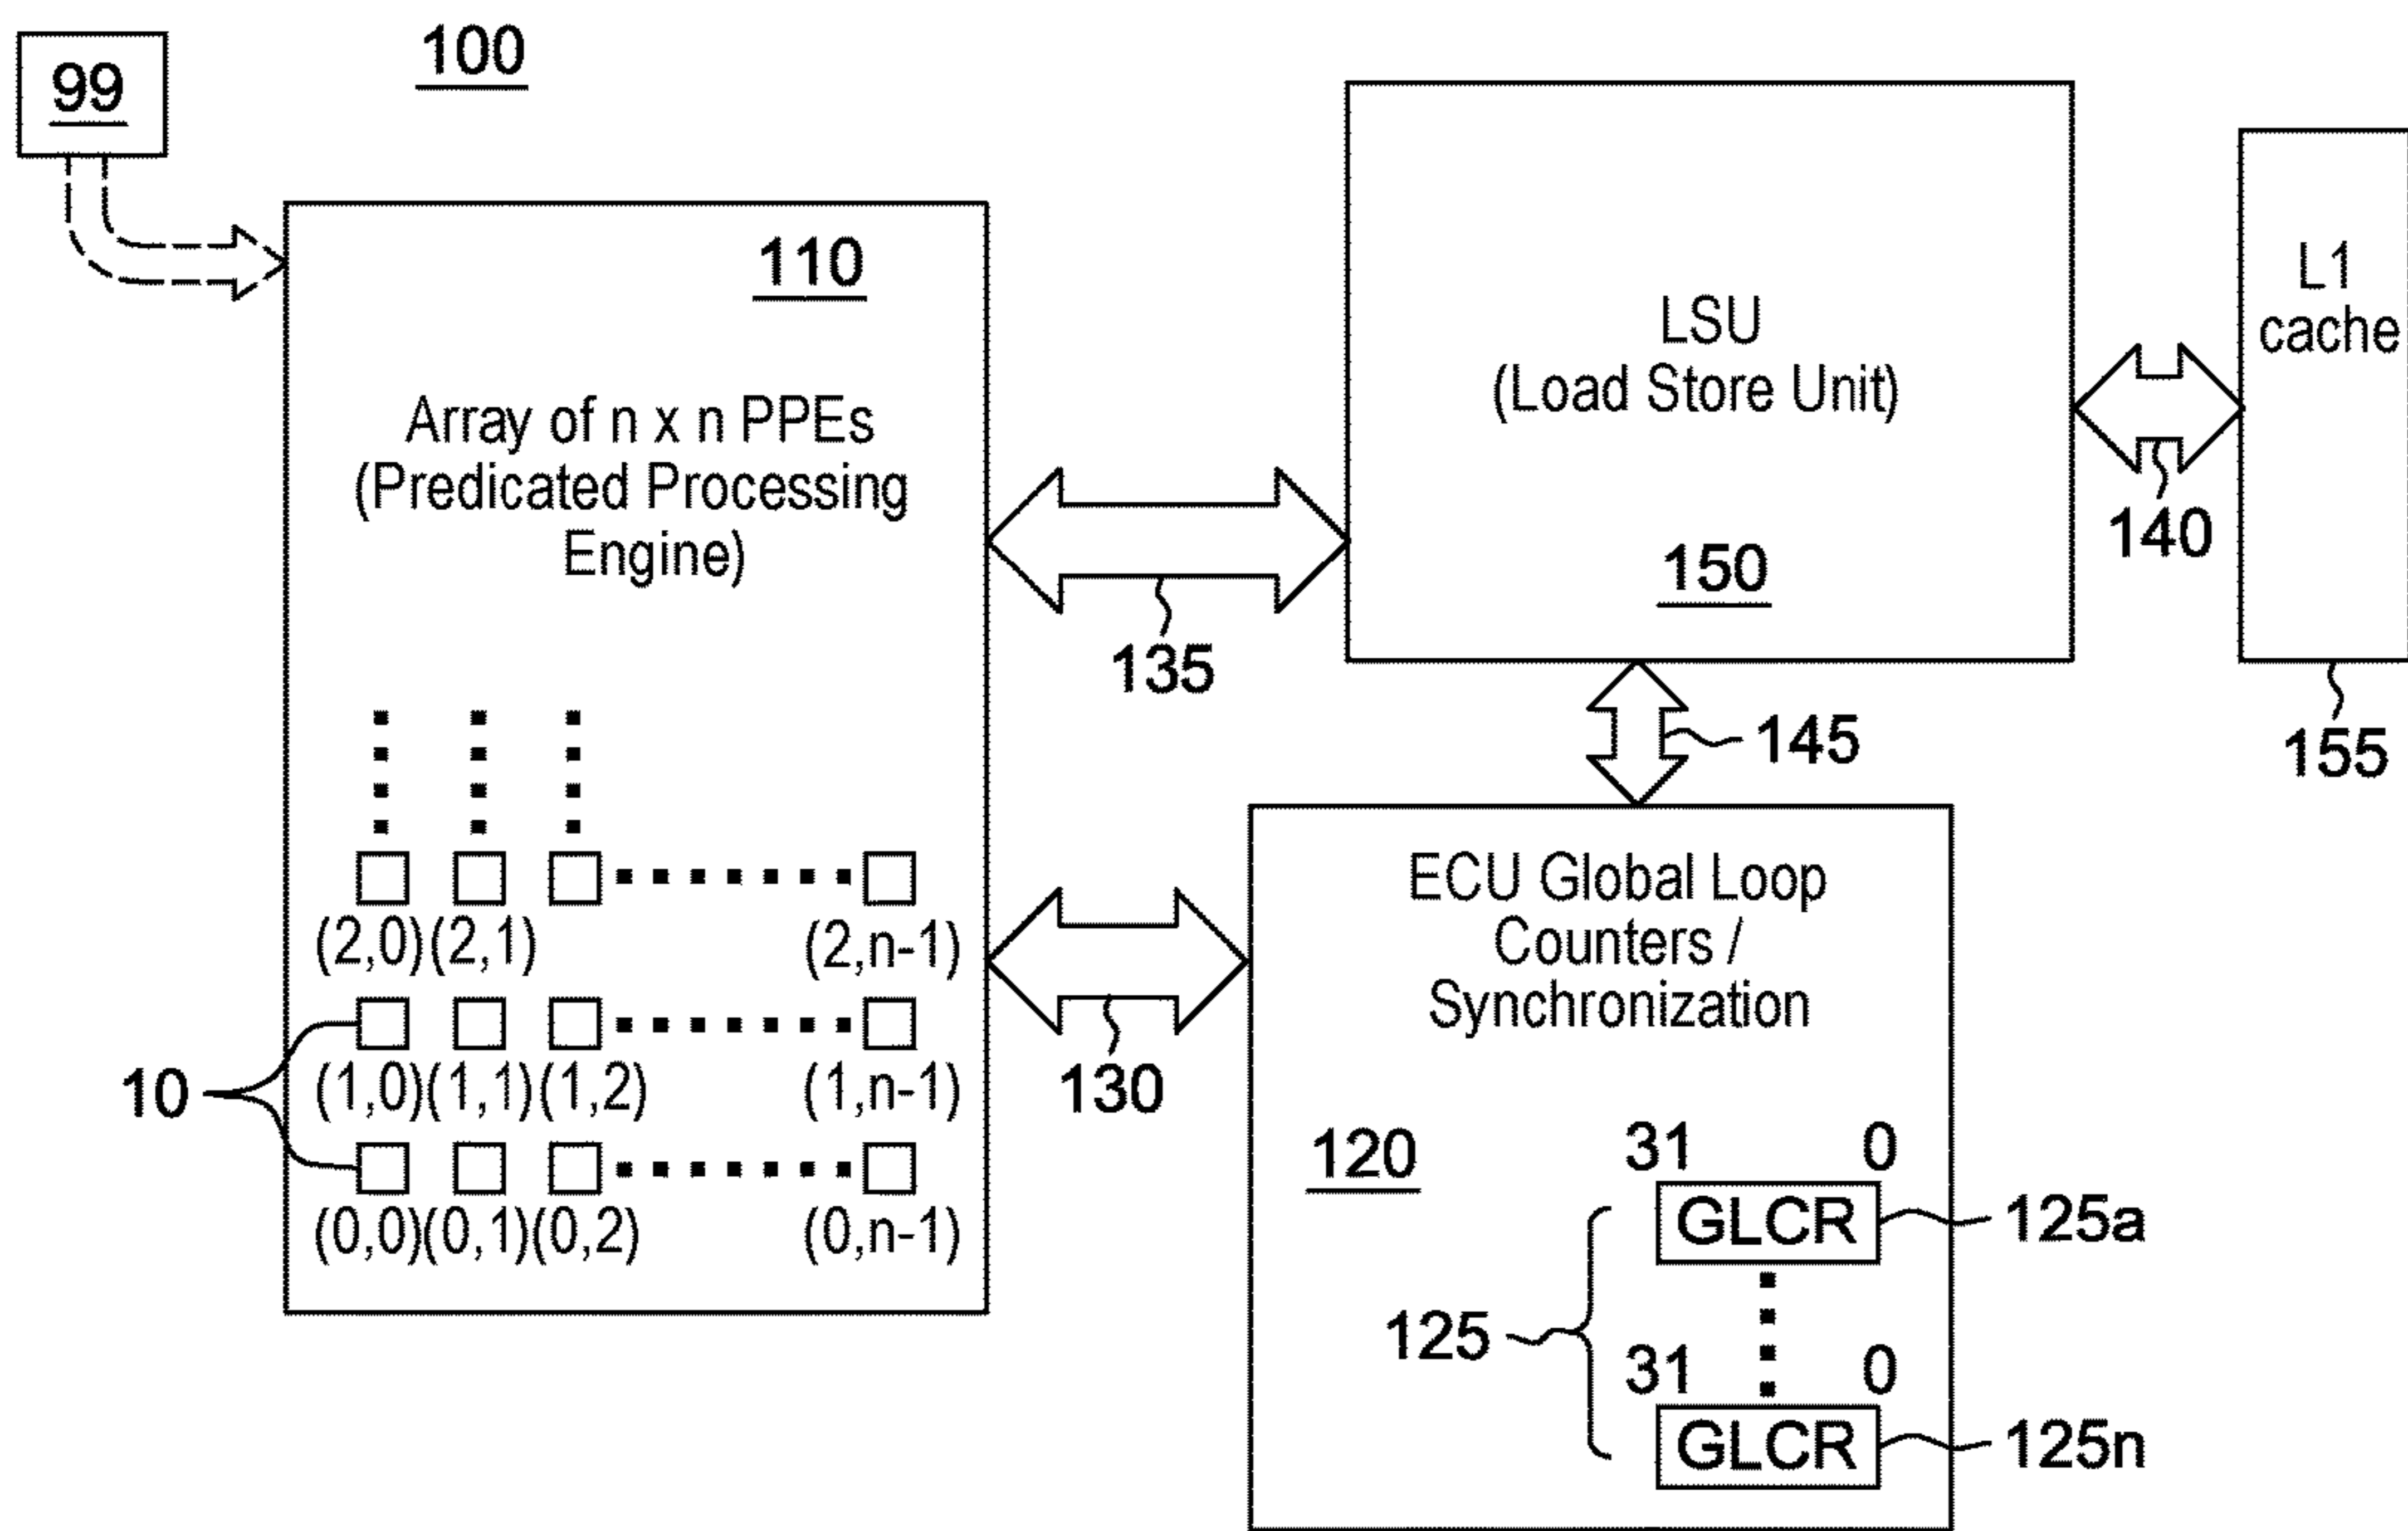 99
100
110
Array of n x n PPEs
(Predicated Processing
Engine)
(2,0) (2,1) (2,n-1)
10
(1,0) (1,1) (1,2) (1,n-1)
(0,0) (0,1) (0,2) (0,n-1)
135
130
LSU
(Load Store Unit)
150
L1
cache
140
155
145
ECU Global Loop
Counters /
Synchronization
120
31 0
GLCR
125a
125
31 0
GLCR
125n